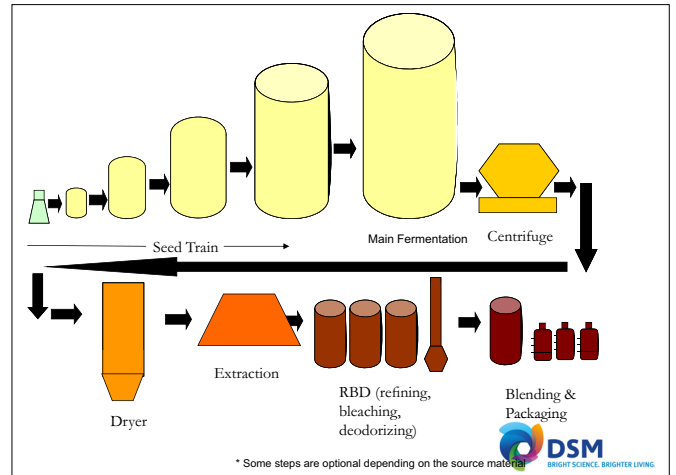 Seed Train
Main Fermentation
Centrifuge
Dryer
Extraction
RBD (refining,
bleaching,
deodorizing)
Blending &
Packaging
DSM
BRIGHT SCIENCE. BRIGHTER LIVING.
* Some steps are optional depending on the source material